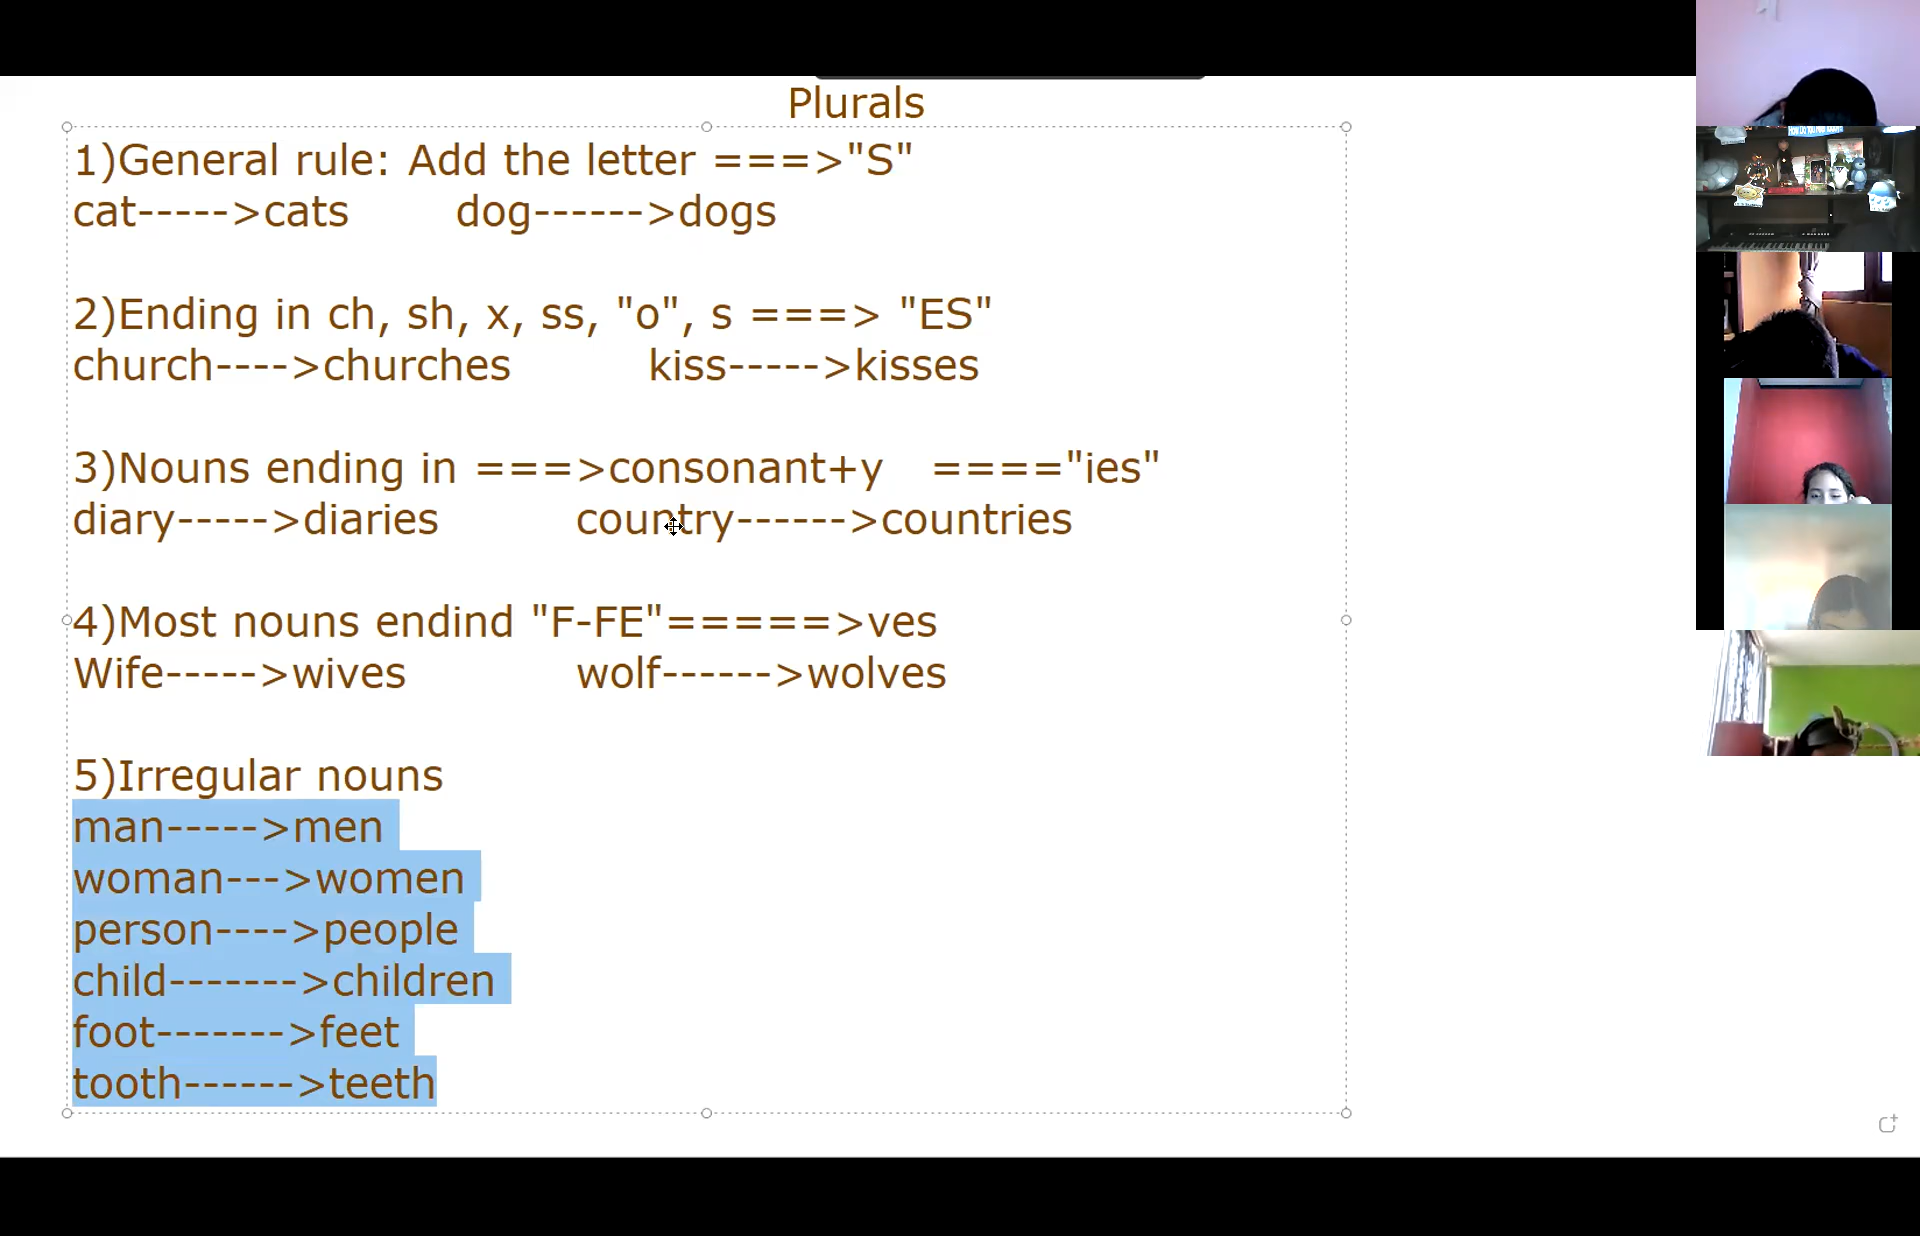 Plurals
1)General rule: Add the letter ===>"S"
cat----->cats dog------>dogs
2)Ending in ch, sh, x, ss, "o", s ===> "ES"
church---->churches kiss----->kisses
3)Nouns ending in ===>consonant+y ===="ies"
diary----->diaries country------>countries
4)Most nouns endind "F-FE"=====>ves
Wife----->wives wolf------>wolves
5)Irregular nouns
man----->men
woman--->women
person---->people
child------->children
foot------->feet
tooth------>teeth